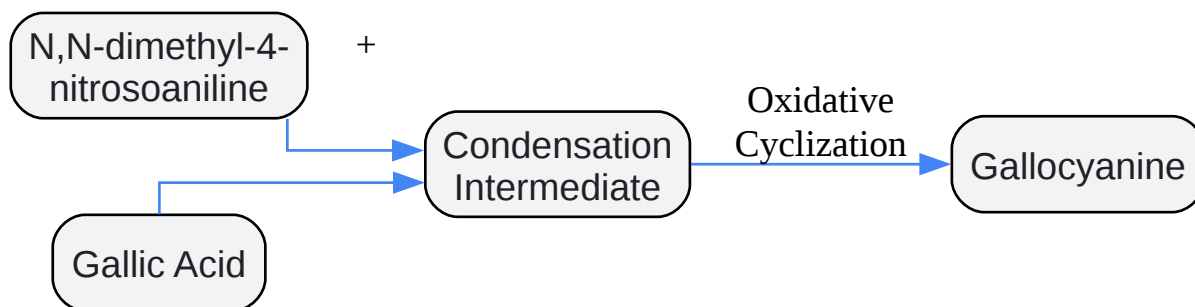 N,N-dimethyl-4-
nitrosoaniline
+
Gallic Acid
Condensation
Intermediate
Oxidative
Cyclization
Gallocyanine